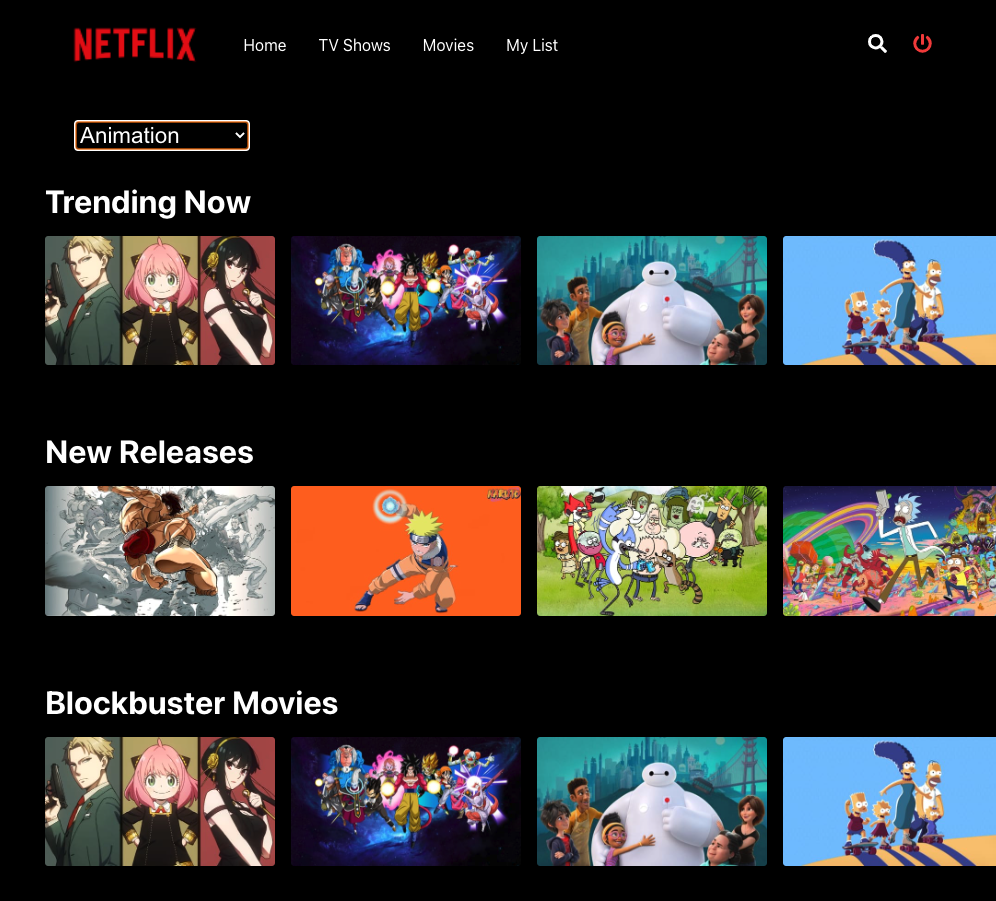 NETFLIX Home TV Shows Movies My List
Animation
Trending Now
New Releases
NARUTO
Blockbuster Movies